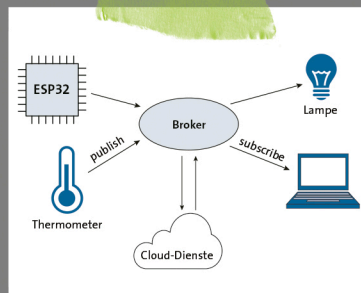 ESP32
Lampe
Broker
publish
subscribe
Thermometer
Cloud-Dienste